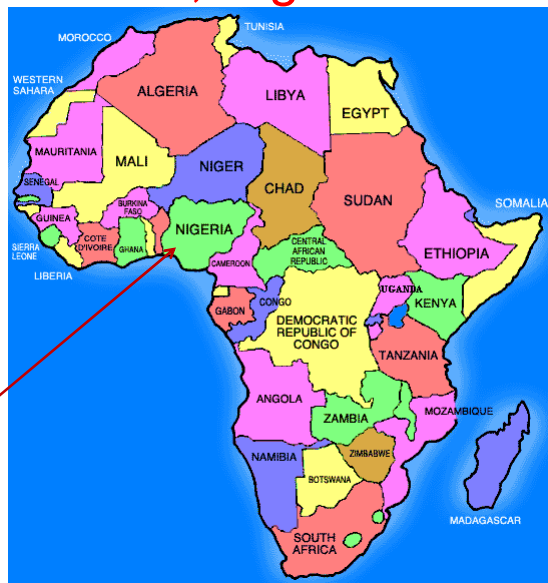 TUNISIA
MOROCCO
WESTERN
SAHARA
ALGERIA
LIBYA
EGYPT
MAURITANIA
MALI
NIGER
CHAD
SUDAN
SENEGAL
BURKINA
FASO
GUINEA
NIGERIA
SOMALIA
SIERRA
LEONE
COTE
D'IVOIRE
GHANA
LIBERIA
CENTRAL
AFRICAN
REPUBLIC
ETHIOPIA
CAMEROON
UGANDA
KENYA
GABON
CONGO
DEMOCRATIC
REPUBLIC OF
CONGO
TANZANIA
ANGOLA
ZAMBIA
MOZAMBIQUE
NAMIBIA
ZIMBABWE
BOTSWANA
MADAGASCAR
SOUTH
AFRICA